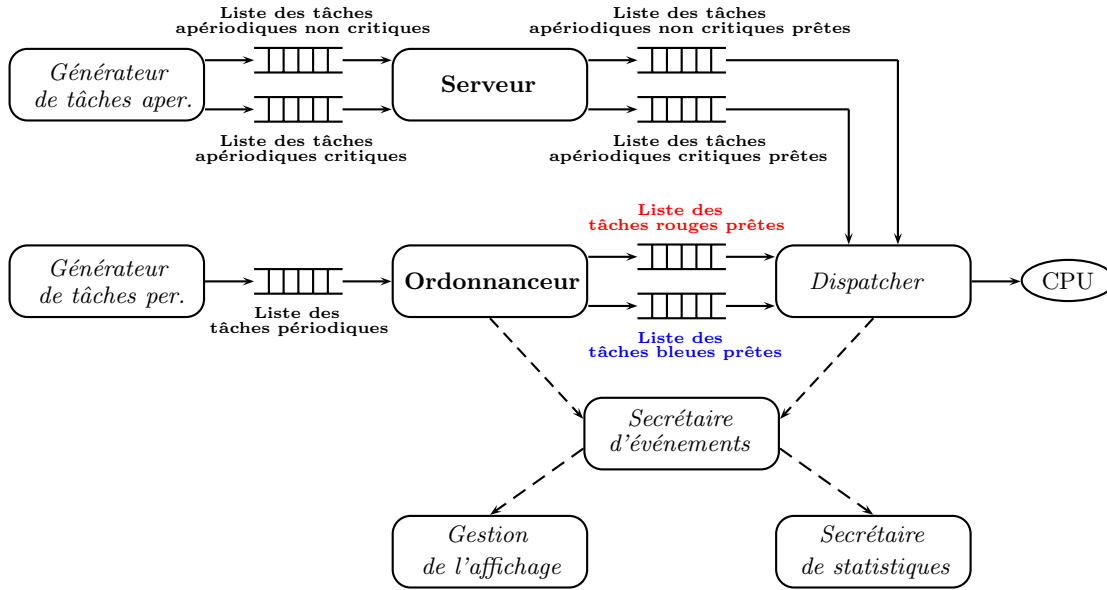 Liste des tâches
apériodiques non critiques
Liste des tâches
apériodiques non critiques prêtes
Générateur
de tâches aper.
Serveur
Liste des tâches
apériodiques critiques
Liste des tâches
apériodiques critiques prêtes
Liste des
tâches rouges prêtes
Générateur
de tâches per.
Ordonnanceur
Dispatcher
CPU
Liste des
tâches périodiques
Liste des
tâches bleues prêtes
Secrétaire
d'événements
Gestion
de l'affichage
Secrétaire
de statistiques